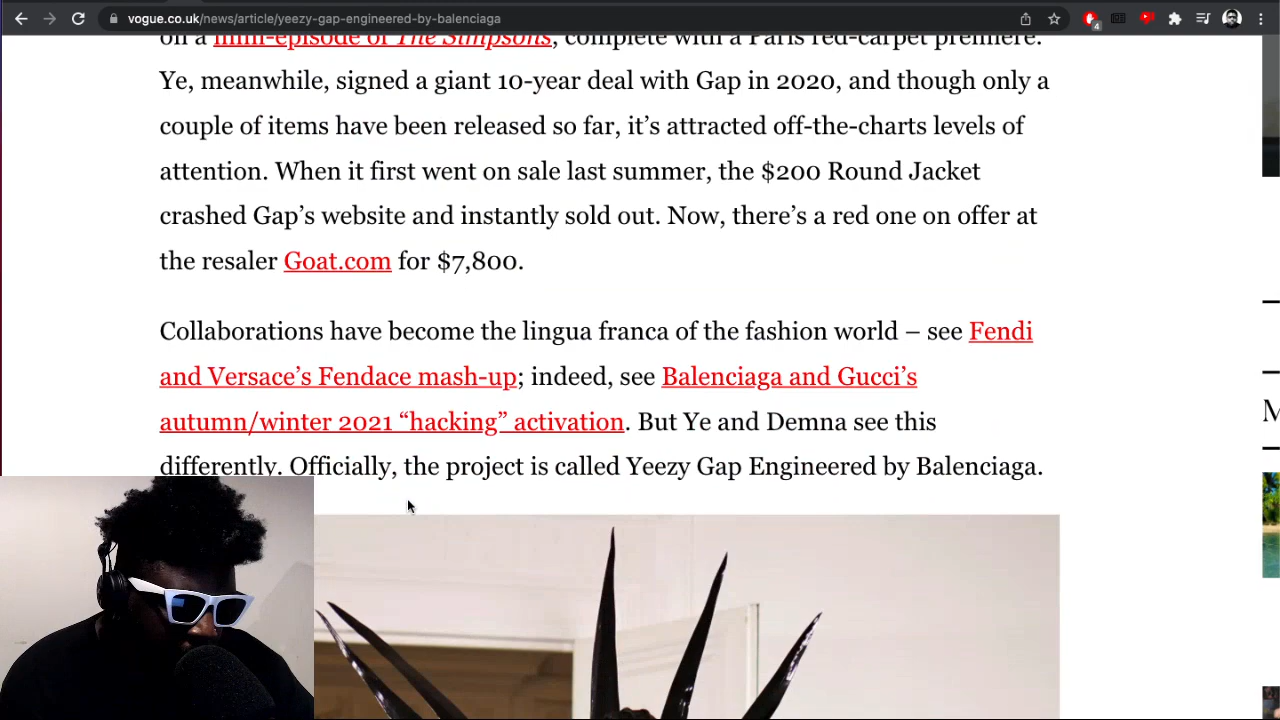 vogue.co.uk/news/article/yeezy-gap-engineered-by-balenciaga
4
on a mini-episode of The Simpsons, complete with a Paris red-carpet premiere.
Ye, meanwhile, signed a giant 10-year deal with Gap in 2020, and though only a
couple of items have been released so far, it’s attracted off-the-charts levels of
attention. When it first went on sale last summer, the $200 Round Jacket
crashed Gap’s website and instantly sold out. Now, there’s a red one on offer at
the resaler Goat.com for $7,800.
Collaborations have become the lingua franca of the fashion world – see Fendi
and Versace’s Fendace mash-up; indeed, see Balenciaga and Gucci’s
autumn/winter 2021 “hacking” activation. But Ye and Demna see this
differently. Officially, the project is called Yeezy Gap Engineered by Balenciaga.